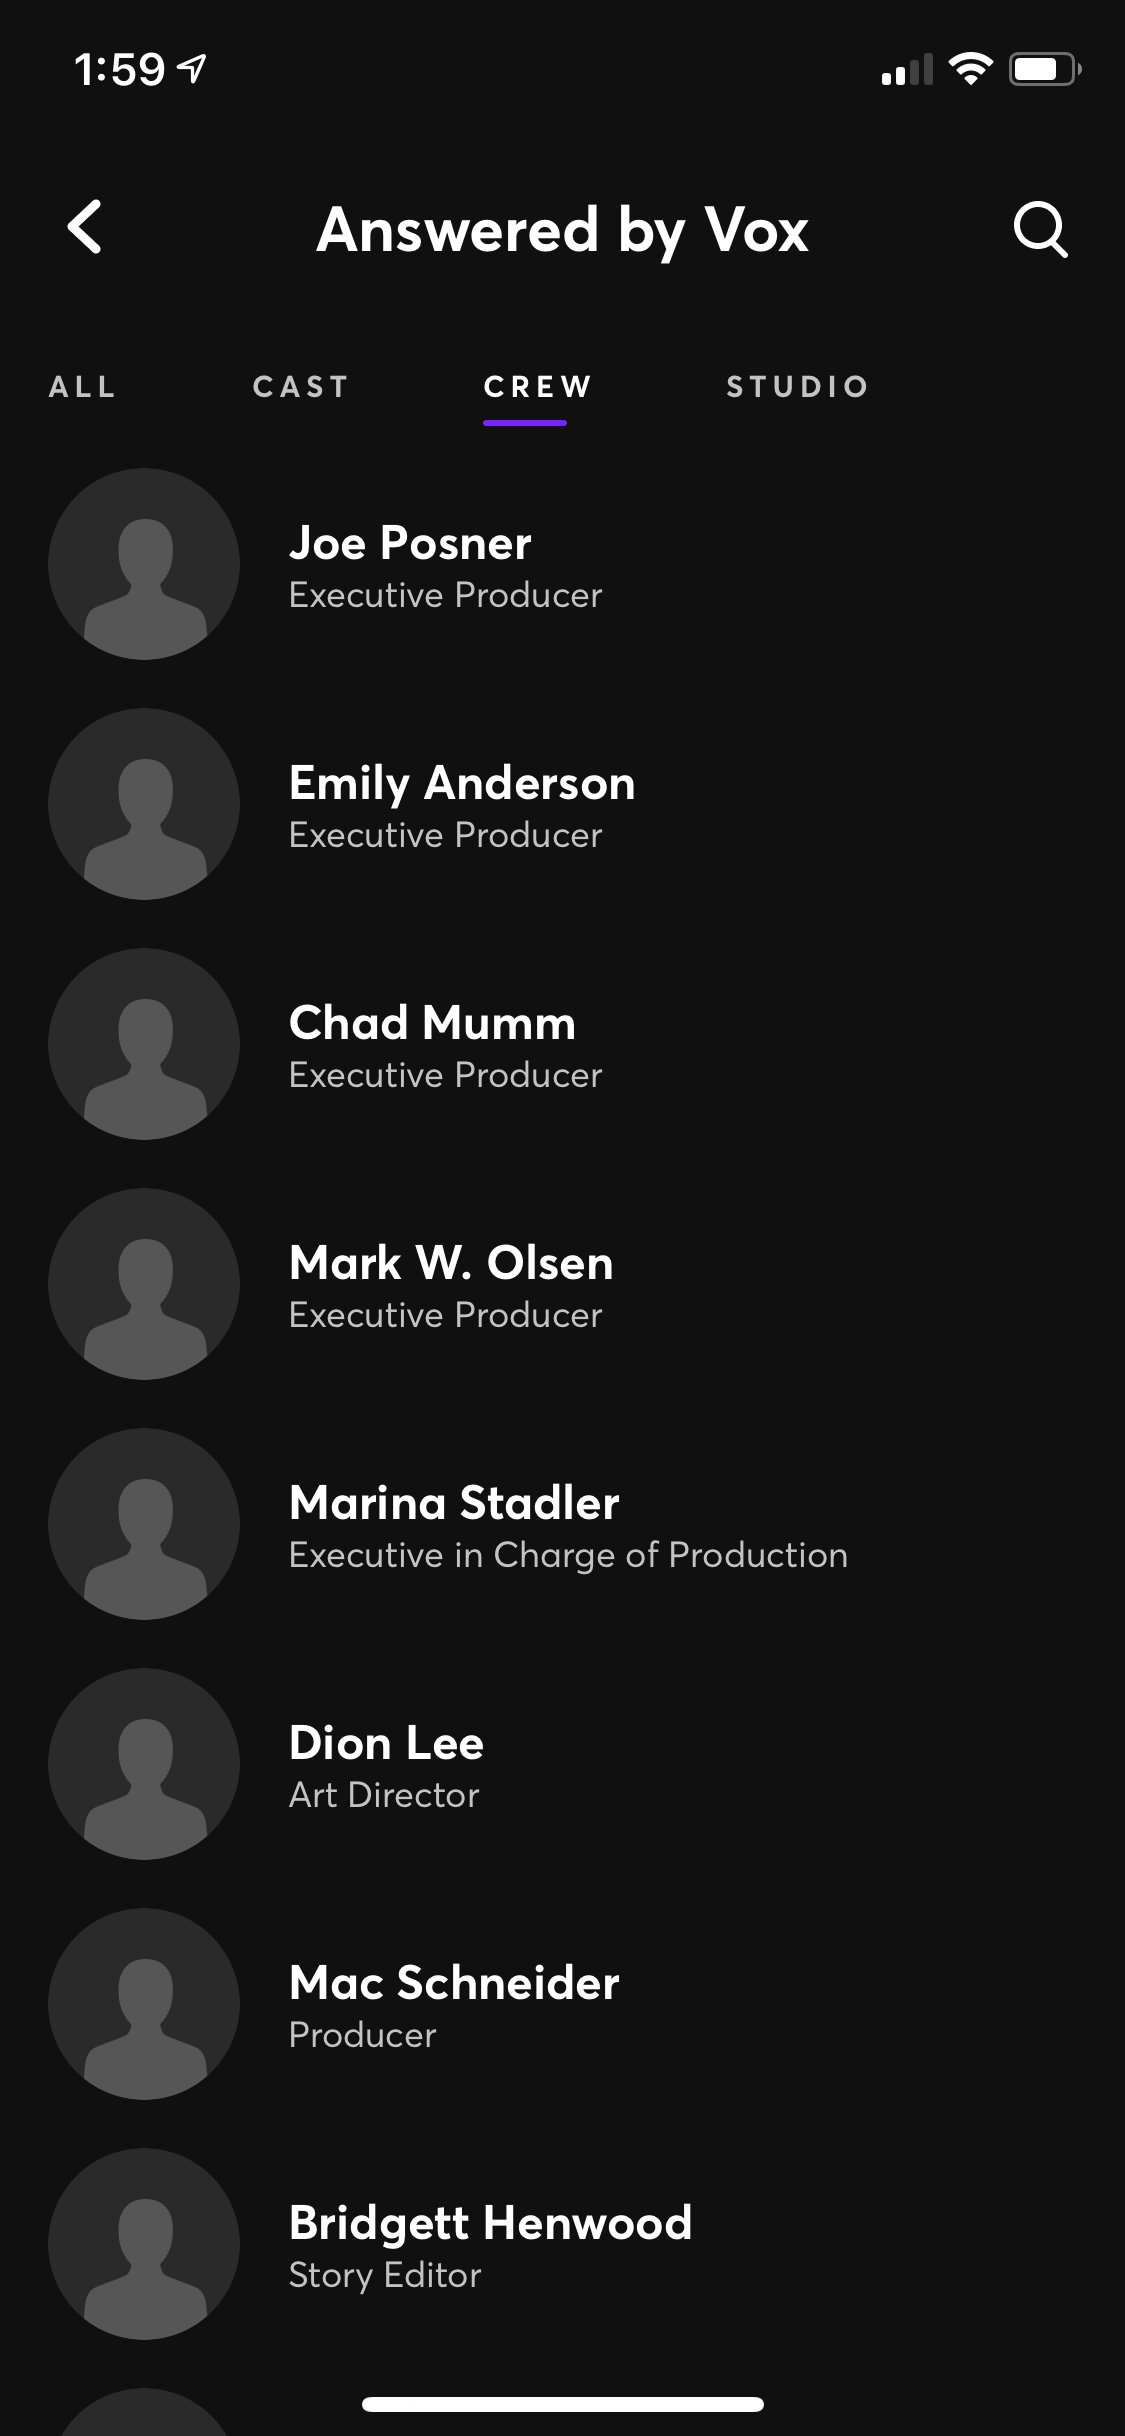 1:59
Answered by Vox
ALL CAST CREW STUDIO
Joe Posner
Executive Producer
Emily Anderson
Executive Producer
Chad Mumm
Executive Producer
Mark W. Olsen
Executive Producer
Marina Stadler
Executive in Charge of Production
Dion Lee
Art Director
Mac Schneider
Producer
Bridgett Henwood
Story Editor